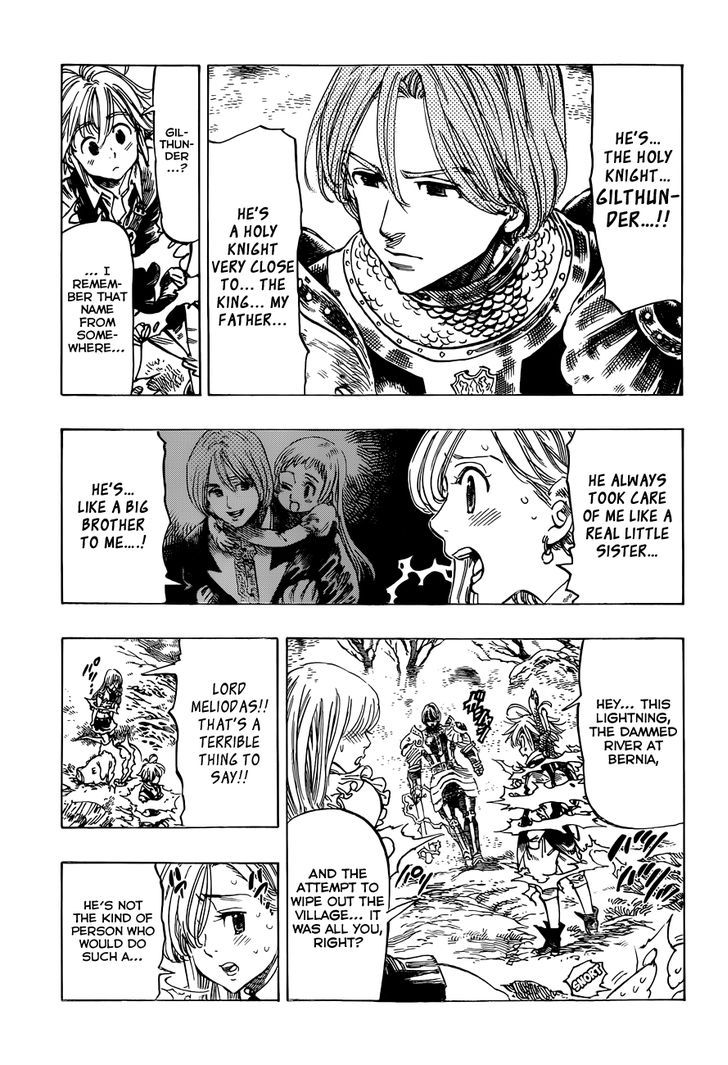 HE'S...
THE HOLY
KNIGHT...
GILTHUN-
DER....!!
HE'S
A HOLY
KNIGHT
VERY CLOSE
TO... THE
KING... MY
FATHER...
GIL-
THUN-
DER
...?
... I
REMEM-
BER THAT
NAME
FROM
SOME-
WHERE...
HE ALWAYS
TOOK CARE
OF ME LIKE A
REAL LITTLE
SISTER...
HE'S...
LIKE A BIG
BROTHER
TO ME....!
HEY... THIS
LIGHTNING,
THE DAMMED
RIVER AT
BERNIA,
AND THE
ATTEMPT TO
WIPE OUT THE
VILLAGE... IT
WAS ALL YOU,
RIGHT?
SNORT
LORD
MELIODAS!!
THAT'S A
TERRIBLE
THING TO
SAY!!
HE'S NOT
THE KIND OF
PERSON WHO
WOULD DO
SUCH A...